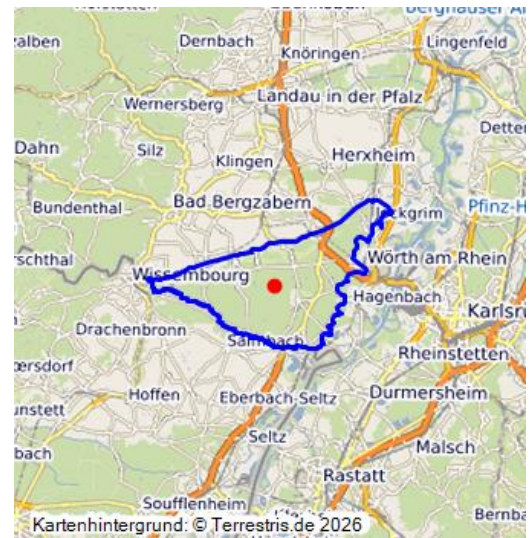 Dernbach
Lingenfeld
Knöringen
Wernersberg
Landau in der Pfalz
Dahn
Silz
Klingen
Herxheim
Bundenthal
Bad Bergzabern
Pfinz-H
Wissembourg
Wörth am Rhein
Hagenbach
Karlsru
Drachenbronn
Rheinstetten
Hoffen
Durmersheim
Eberbach-Seltz
Seltz
Malsch
Rastatt
Soufflenheim
Kartenhintergrund: © Terrestris.de 2026